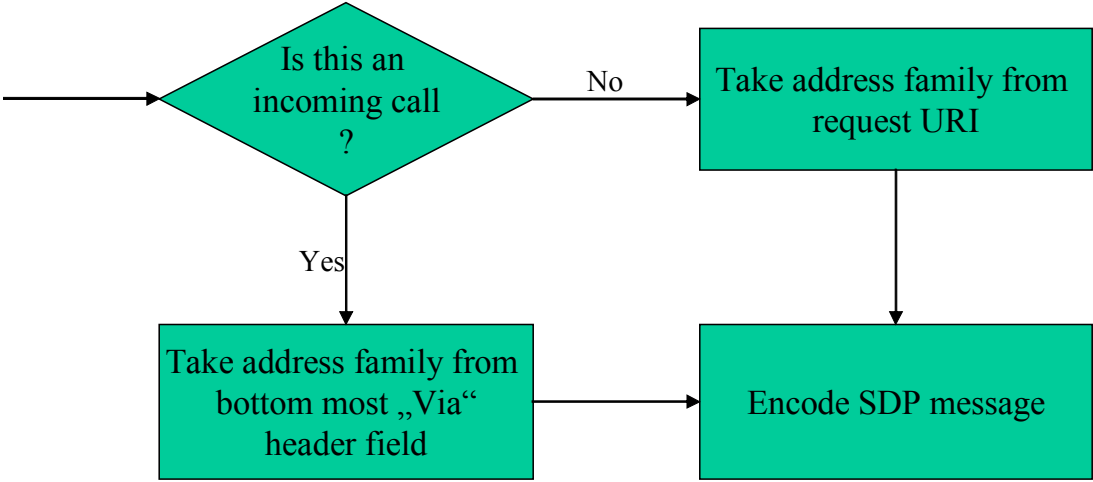 Is this an
incoming call
?
No
Take address family from
request URI
Yes
Take address family from
bottom most „Via“
header field
Encode SDP message